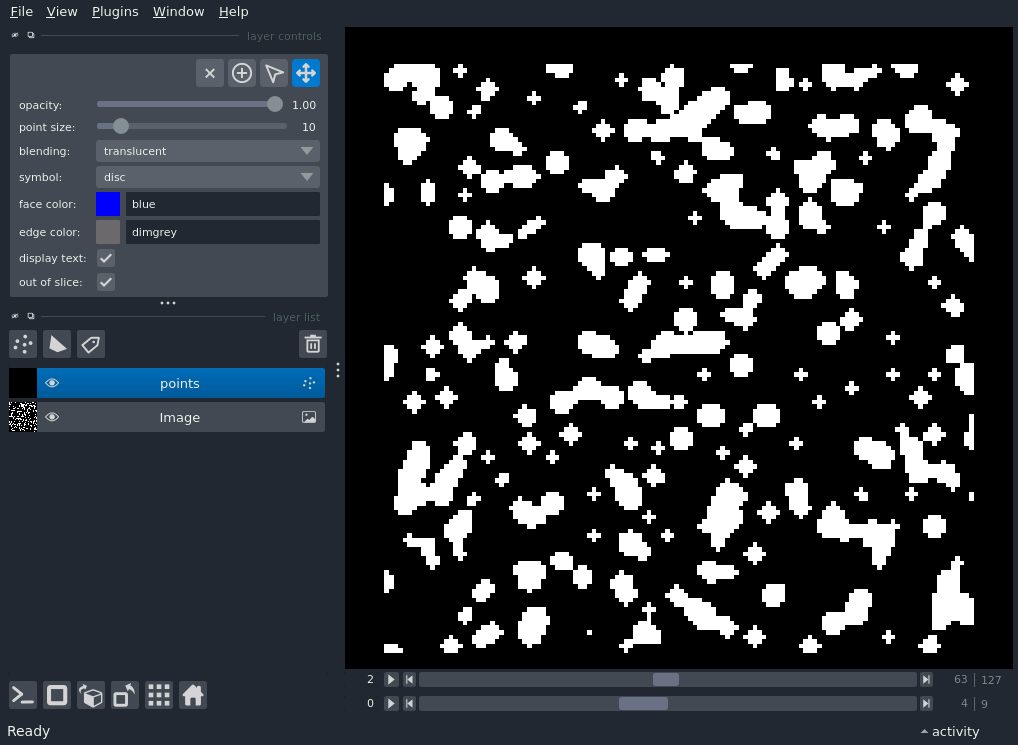 File View Plugins Window Help
layer controls
opacity: 1.00
point size: 10
blending: translucent
symbol: disc
face color: blue
edge color: dimgrey
display text:
out of slice:
layer list
points
Image
2 63 127
0 4 9
Ready activity